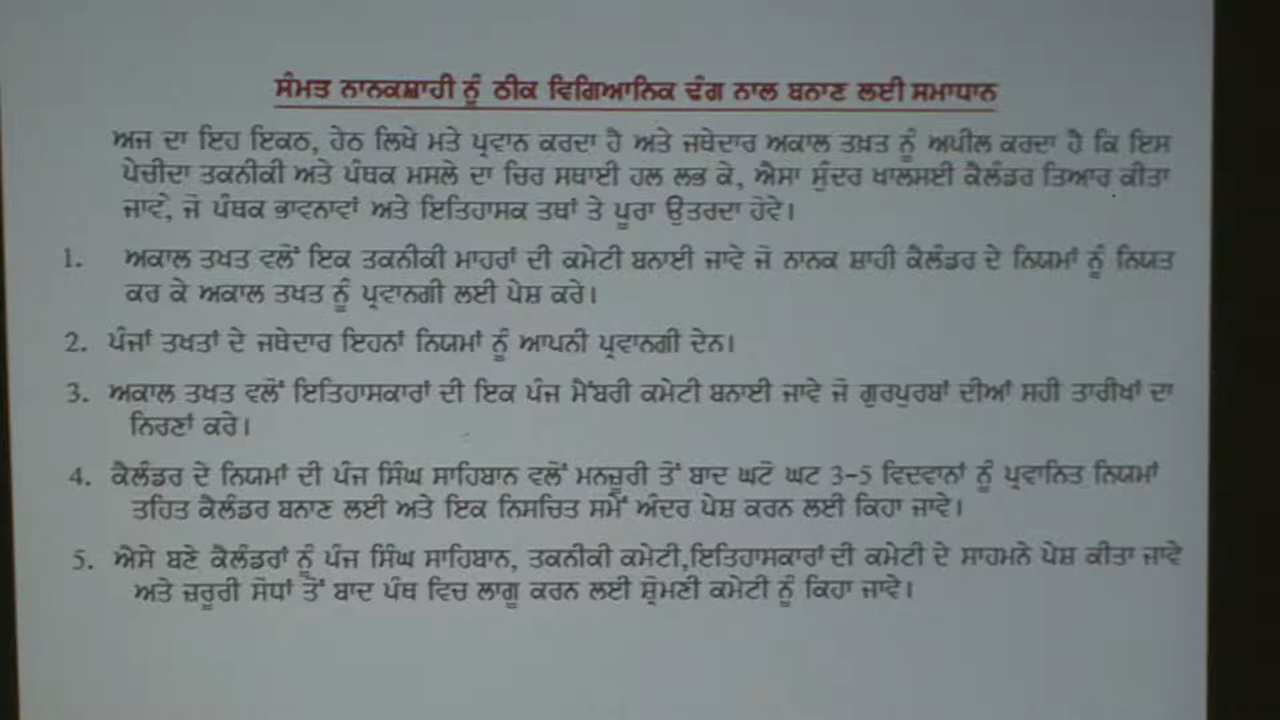 ਸੰਮਤ ਨਾਨਕਸ਼ਾਹੀ ਨੂੰ ਠੀਕ ਵਿਗਿਆਨਿਕ ਢੰਗ ਨਾਲ ਬਨਾਣ ਲਈ ਸਮਾਧਾਨ
ਅਜ ਦਾ ਇਹ ਇਕਠ, ਹੇਠ ਲਿਖੇ ਮਤੇ ਪ੍ਰਵਾਨ ਕਰਦਾ ਹੈ ਅਤੇ ਜਥੇਦਾਰ ਅਕਾਲ ਤਖ਼ਤ ਨੂੰ ਅਪੀਲ ਕਰਦਾ ਹੈ ਕਿ ਇਸ
ਪੇਚੀਦਾ ਤਕਨੀਕੀ ਅਤੇ ਪੰਥਕ ਮਸਲੇ ਦਾ ਚਿਰ ਸਥਾਈ ਹਲ ਲਭ ਕੇ, ਐਸਾ ਸੁੰਦਰ ਖਾਲਸਈ ਕੈਲੰਡਰ ਤਿਆਰ ਕੀਤਾ
ਜਾਵੇ, ਜੋ ਪੰਥਕ ਭਾਵਨਾਵਾਂ ਅਤੇ ਇਤਿਹਾਸਕ ਤਥਾਂ ਤੇ ਪੂਰਾ ਉਤਰਦਾ ਹੋਵੇ।
1. ਅਕਾਲ ਤਖਤ ਵਲੋਂ ਇਕ ਤਕਨੀਕੀ ਮਾਹਰਾਂ ਦੀ ਕਮੇਟੀ ਬਨਾਈ ਜਾਵੇ ਜੋ ਨਾਨਕ ਸ਼ਾਹੀ ਕੈਲੰਡਰ ਦੇ ਨਿਯਮਾਂ ਨੂੰ ਨਿਯਤ
ਕਰ ਕੇ ਅਕਾਲ ਤਖਤ ਨੂੰ ਪ੍ਰਵਾਨਗੀ ਲਈ ਪੇਸ਼ ਕਰੇ।
2. ਪੰਜਾਂ ਤਖਤਾਂ ਦੇ ਜਥੇਦਾਰ ਇਹਨਾਂ ਨਿਯਮਾਂ ਨੂੰ ਆਪਨੀ ਪ੍ਰਵਾਨਗੀ ਦੇਨ।
3. ਅਕਾਲ ਤਖਤ ਵਲੋਂ ਇਤਿਹਾਸਕਾਰਾਂ ਦੀ ਇਕ ਪੰਜ ਮੈਂਬਰੀ ਕਮੇਟੀ ਬਨਾਈ ਜਾਵੇ ਜੋ ਗੁਰਪੁਰਬਾਂ ਦੀਆਂ ਸਹੀ ਤਾਰੀਖਾਂ ਦਾ
ਨਿਰਣਾਂ ਕਰੇ।
4. ਕੈਲੰਡਰ ਦੇ ਨਿਯਮਾਂ ਦੀ ਪੰਜ ਸਿੰਘ ਸਾਹਿਬਾਨ ਵਲੋਂ ਮਨਜ਼ੂਰੀ ਤੋਂ ਬਾਦ ਘਟੋ ਘਟ 3-5 ਵਿਦਵਾਨਾਂ ਨੂੰ ਪ੍ਰਵਾਨਿਤ ਨਿਯਮਾਂ
ਤਹਿਤ ਕੈਲੰਡਰ ਬਨਾਣ ਲਈ ਅਤੇ ਇਕ ਨਿਸਚਿਤ ਸਮੇਂ ਅੰਦਰ ਪੇਸ਼ ਕਰਨ ਲਈ ਕਿਹਾ ਜਾਵੇ।
5. ਐਸੇ ਬਣੇ ਕੈਲੰਡਰਾਂ ਨੂੰ ਪੰਜ ਸਿੰਘ ਸਾਹਿਬਾਨ, ਤਕਨੀਕੀ ਕਮੇਟੀ,ਇਤਿਹਾਸਕਾਰਾਂ ਦੀ ਕਮੇਟੀ ਦੇ ਸਾਹਮਨੇ ਪੇਸ਼ ਕੀਤਾ ਜਾਵੇ
ਅਤੇ ਜ਼ਰੂਰੀ ਸੋਧਾਂ ਤੋਂ ਬਾਦ ਪੰਥ ਵਿਚ ਲਾਗੂ ਕਰਨ ਲਈ ਸ਼੍ਰੋਮਣੀ ਕਮੇਟੀ ਨੂੰ ਕਿਹਾ ਜਾਵੇ।